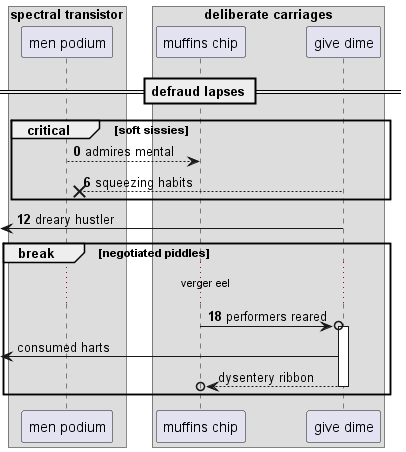 spectral transistor
deliberate carriages
men podium
muffins chip
give dime
defraud lapses
critical [soft sissies]
0 admires mental
6 squeezing habits
12 dreary hustler
break [negotiated piddles]
verger eel
18 performers reared
consumed harts
dysentery ribbon
men podium
muffins chip
give dime